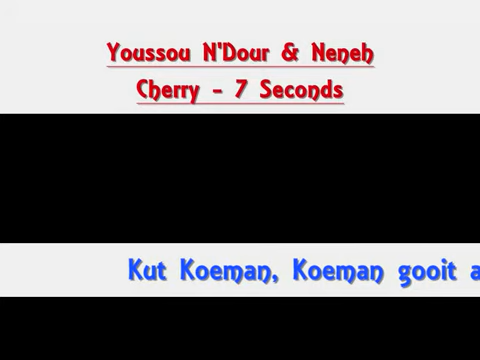 Youssou N'Dour & Neneh
Cherry - 7 Seconds
Kut Koeman, Koeman gooit